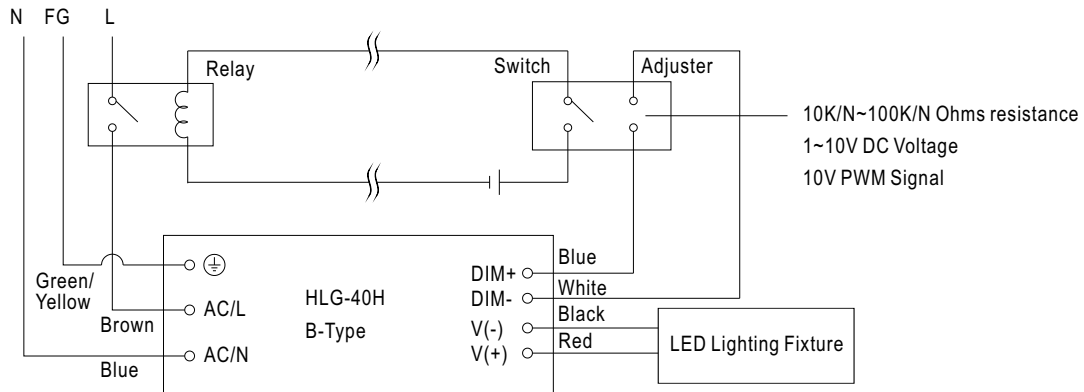 N FG L
Relay
Switch
Adjuster
10K/N~100K/N Ohms resistance
1~10V DC Voltage
10V PWM Signal
Green/
Yellow
Brown
Blue
AC/L
AC/N
HLG-40H
B-Type
DIM+
DIM-
V(-)
V(+)
Blue
White
Black
Red
LED Lighting Fixture